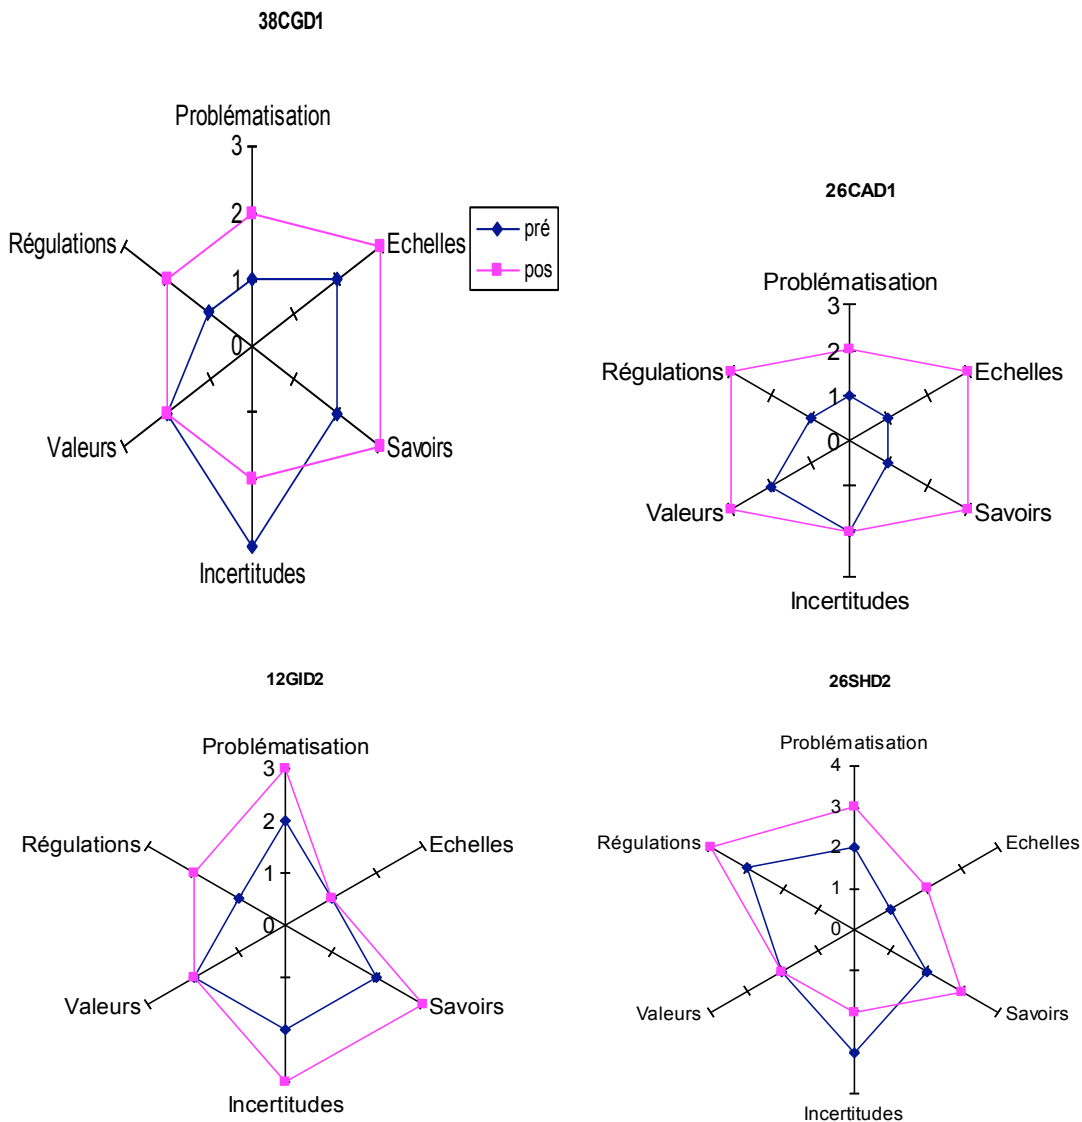 38CGD1
Problématisation
3
2
1
0
Echelles
Savoirs
Incertitudes
Valeurs
Régulations
pré
pos
26CAD1
Problématisation
3
2
1
0
Echelles
Savoirs
Incertitudes
Valeurs
Régulations
12GID2
Problématisation
3
2
1
0
Echelles
Savoirs
Incertitudes
Valeurs
Régulations
26SHD2
Problématisation
4
3
2
1
0
Echelles
Savoirs
Incertitudes
Valeurs
Régulations